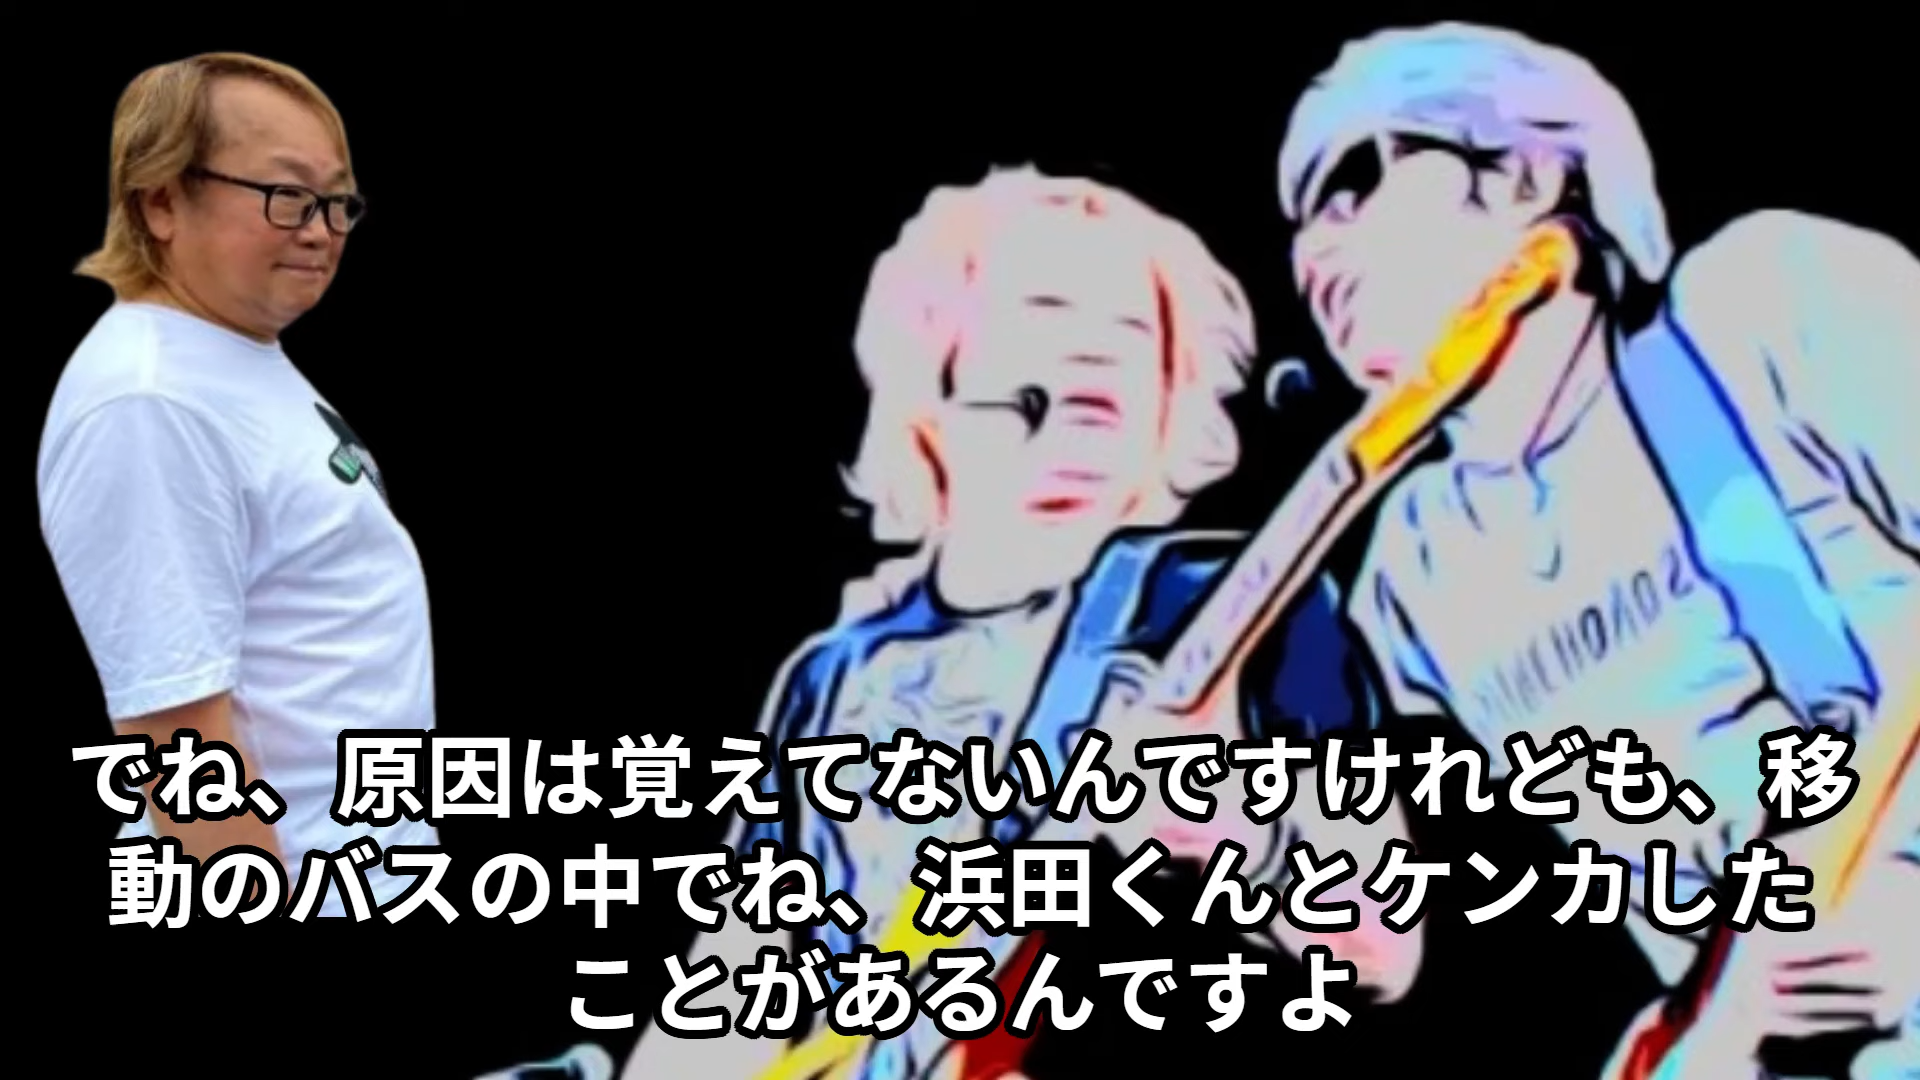 でね、原因は覚えてないんですけれども、移
動のバスの中でね、浜田くんとケンカした
ことがあるんですよ